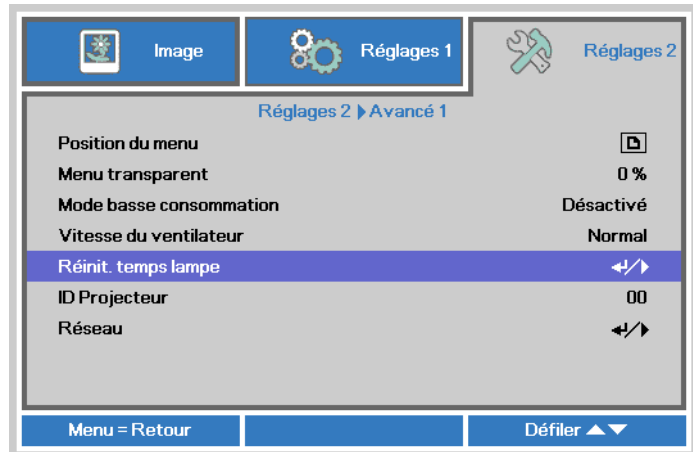 Image
Réglages 1
Réglages 2
Réglages 2 ▶ Avancé 1
Position du menu
Menu transparent 0 %
Mode basse consommation Désactivé
Vitesse du ventilateur Normal
Réinit. temps lampe ↵/▶
ID Projecteur 00
Réseau ↵/▶
Menu = Retour
Défiler ▲▼